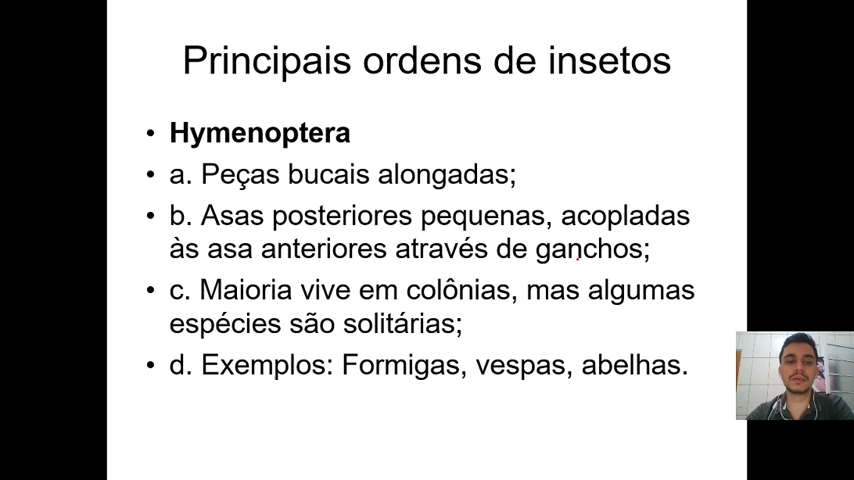 Principais ordens de insetos
• Hymenoptera
• a. Peças bucais alongadas;
• b. Asas posteriores pequenas, acopladas
às asa anteriores através de ganchos;
• c. Maioria vive em colônias, mas algumas
espécies são solitárias;
• d. Exemplos: Formigas, vespas, abelhas.